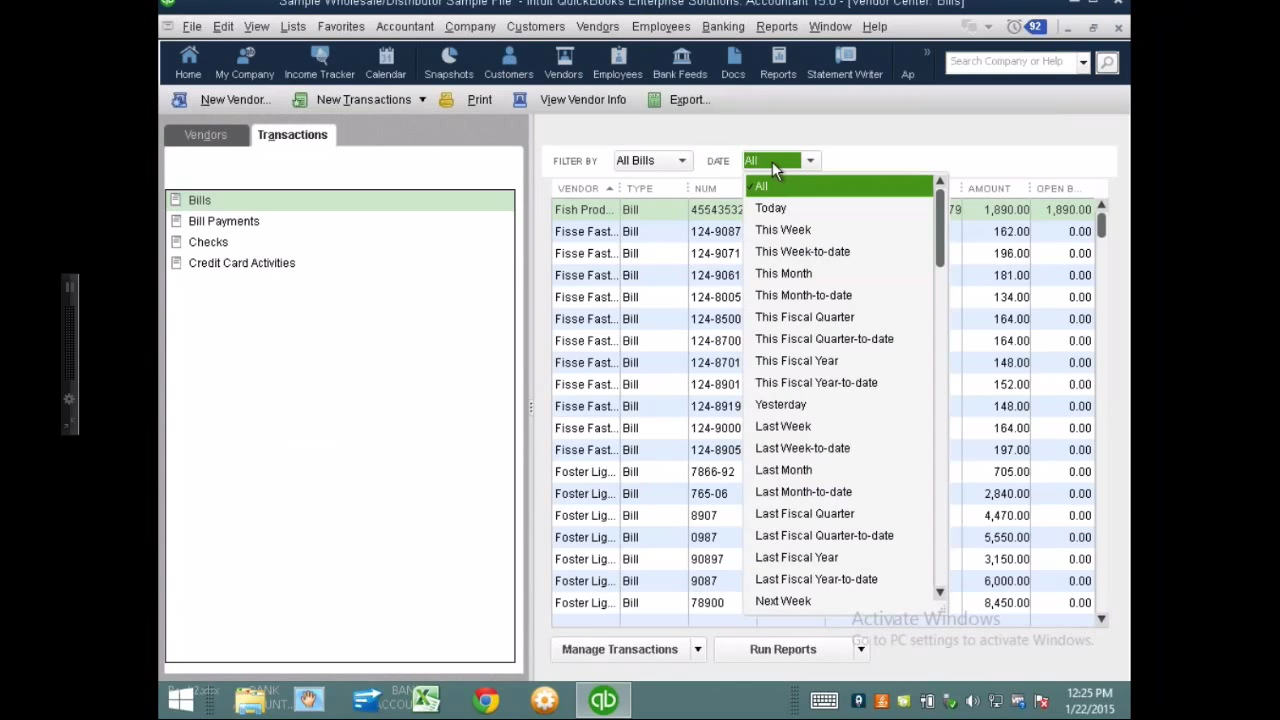 Sample Wholesale/Distributor Sample File - Intuit QuickBooks Enterprise Solutions: Accountant 15.0 - [Vendor Center: Bills]
File Edit View Lists Favorites Accountant Company Customers Vendors Employees Banking Reports Window Help 92
Home My Company Income Tracker Calendar Snapshots Customers Vendors Employees Bank Feeds Docs Reports Statement Writer Ap » Search Company or Help
New Vendor... New Transactions Print View Vendor Info Export...
Vendors Transactions
FILTER BY All Bills DATE All
VENDOR TYPE NUM AMOUNT OPEN B...
Bills
Bill Payments
Checks
Credit Card Activities
✓ All
Today
This Week
This Week-to-date
This Month
This Month-to-date
This Fiscal Quarter
This Fiscal Quarter-to-date
This Fiscal Year
This Fiscal Year-to-date
Yesterday
Last Week
Last Week-to-date
Last Month
Last Month-to-date
Last Fiscal Quarter
Last Fiscal Quarter-to-date
Last Fiscal Year
Last Fiscal Year-to-date
Next Week
Fish Prod... Bill 45543532 79 1,890.00 1,890.00
Fisse Fast... Bill 124-9087 162.00 0.00
Fisse Fast... Bill 124-9071 196.00 0.00
Fisse Fast... Bill 124-9061 181.00 0.00
Fisse Fast... Bill 124-8005 134.00 0.00
Fisse Fast... Bill 124-8500 164.00 0.00
Fisse Fast... Bill 124-8700 164.00 0.00
Fisse Fast... Bill 124-8701 148.00 0.00
Fisse Fast... Bill 124-8901 152.00 0.00
Fisse Fast... Bill 124-8919 148.00 0.00
Fisse Fast... Bill 124-9000 164.00 0.00
Fisse Fast... Bill 124-8905 197.00 0.00
Foster Lig... Bill 7866-92 705.00 0.00
Foster Lig... Bill 765-06 2,840.00 0.00
Foster Lig... Bill 8907 4,470.00 0.00
Foster Lig... Bill 0987 5,550.00 0.00
Foster Lig... Bill 90897 3,150.00 0.00
Foster Lig... Bill 9087 6,000.00 0.00
Foster Lig... Bill 78900 8,450.00 0.00
Activate Windows
Go to PC settings to activate Windows.
Manage Transactions Run Reports
12:25 PM
1/22/2015